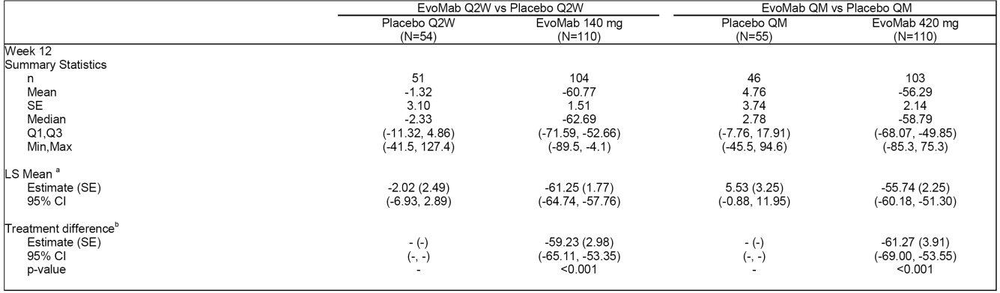 EvoMab Q2W vs Placebo Q2W EvoMab QM vs Placebo QM
Placebo Q2W EvoMab 140 mg Placebo QM EvoMab 420 mg
(N=54) (N=110) (N=55) (N=110)
Week 12
Summary Statistics
n 51 104 46 103
Mean -1.32 -60.77 4.76 -56.29
SE 3.10 1.51 3.74 2.14
Median -2.33 -62.69 2.78 -58.79
Q1,Q3 (-11.32, 4.86) (-71.59, -52.66) (-7.76, 17.91) (-68.07, -49.85)
Min,Max (-41.5, 127.4) (-89.5, -4.1) (-45.5, 94.6) (-85.3, 75.3)
LS Mean a
Estimate (SE) -2.02 (2.49) -61.25 (1.77) 5.53 (3.25) -55.74 (2.25)
95% CI (-6.93, 2.89) (-64.74, -57.76) (-0.88, 11.95) (-60.18, -51.30)
Treatment differenceb
Estimate (SE) - (-) -59.23 (2.98) - (-) -61.27 (3.91)
95% CI (-, -) (-65.11, -53.35) (-, -) (-69.00, -53.55)
p-value - <0.001 - <0.001